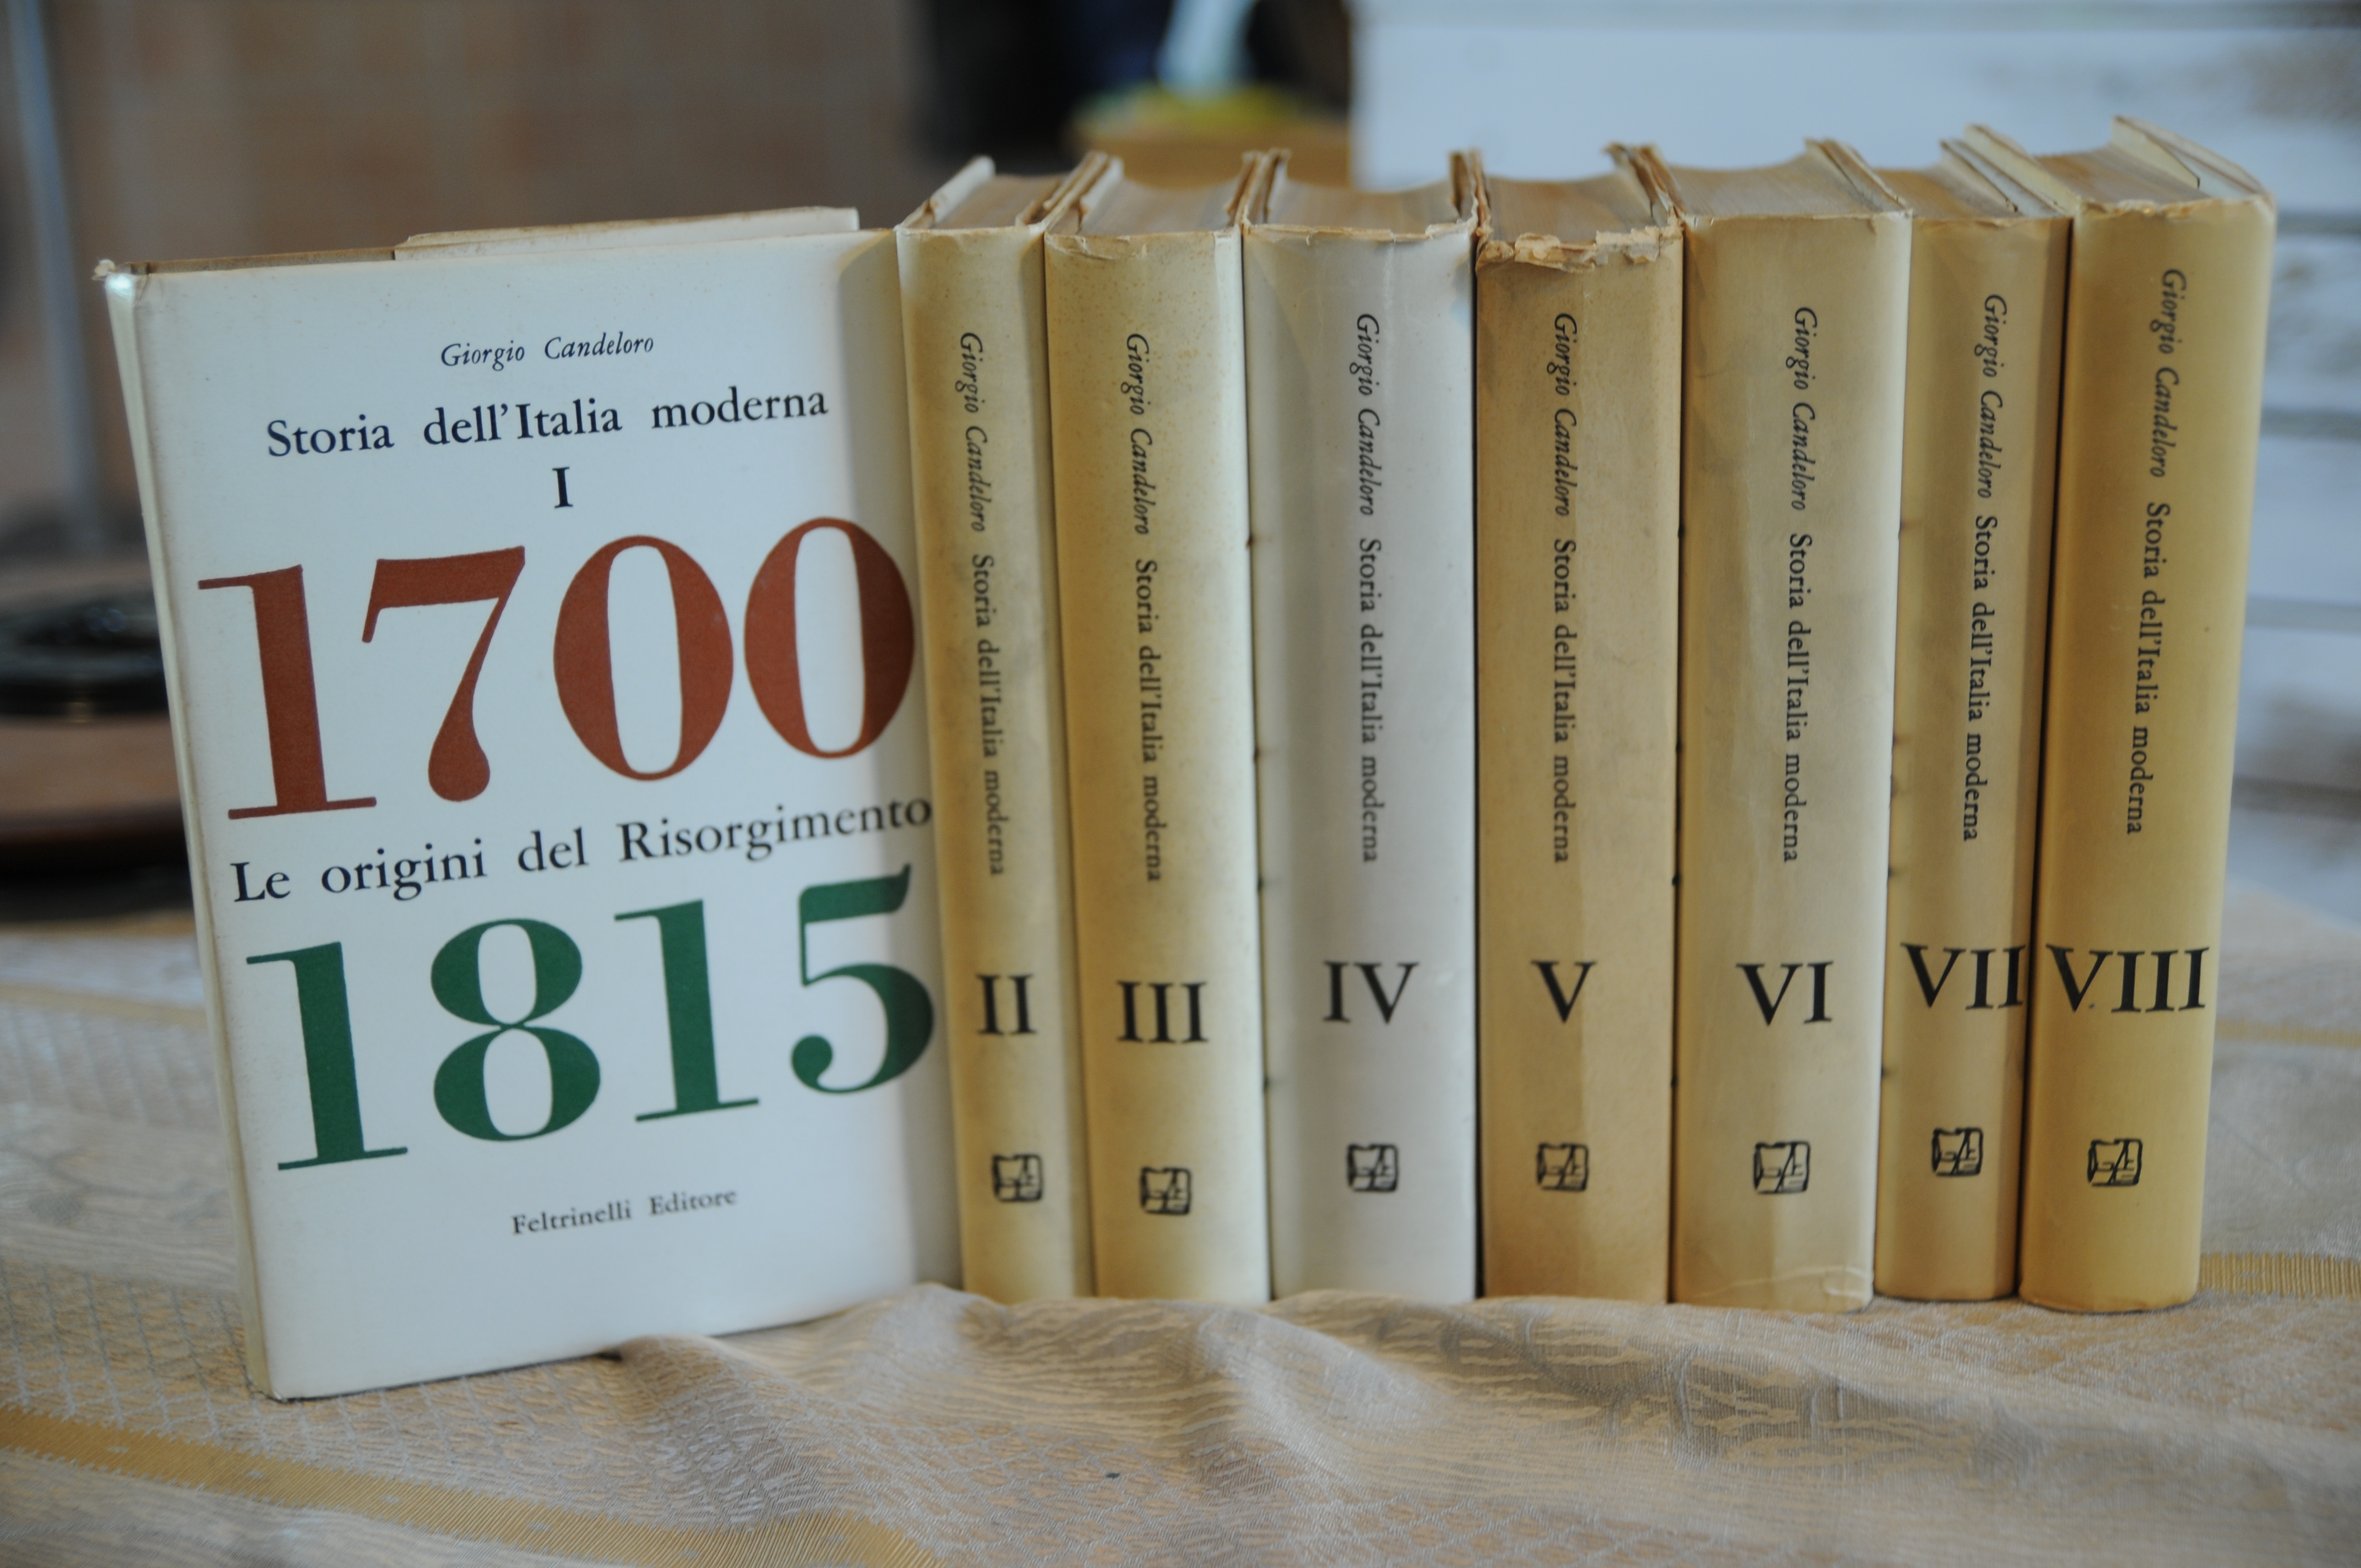 Giorgio Candeloro
Storia dell'Italia moderna
I
1700
Le origini del Risorgimento
1815
Feltrinelli Editore
Giorgio Candeloro Storia dell'Italia moderna
II
Giorgio Candeloro Storia dell'Italia moderna
III
Giorgio Candeloro Storia dell'Italia moderna
IV
Giorgio Candeloro Storia dell'Italia moderna
V
Giorgio Candeloro Storia dell'Italia moderna
VI
Giorgio Candeloro Storia dell'Italia moderna
VII
Giorgio Candeloro Storia dell'Italia moderna
VIII